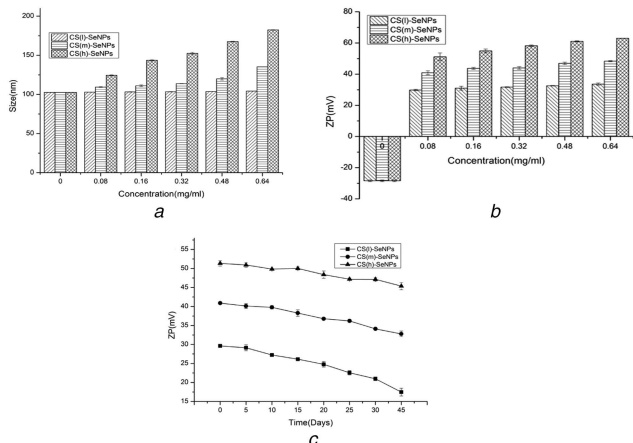 CS(l)-SeNPs
CS(m)-SeNPs
CS(h)-SeNPs
Size(nm)
200
150
100
50
0
0 0.08 0.16 0.32 0.48 0.64
Concentration(mg/ml)
a
CS(l)-SeNPs
CS(m)-SeNPs
CS(h)-SeNPs
ZP(mV)
80
60
40
20
0
-20
-40
0 0.08 0.16 0.32 0.48 0.64
Concentration(mg/ml)
b
CS(l)-SeNPs
CS(m)-SeNPs
CS(h)-SeNPs
ZP(mV)
55
50
45
40
35
30
25
20
15
0 5 10 15 20 25 30 45
Time(Days)
c